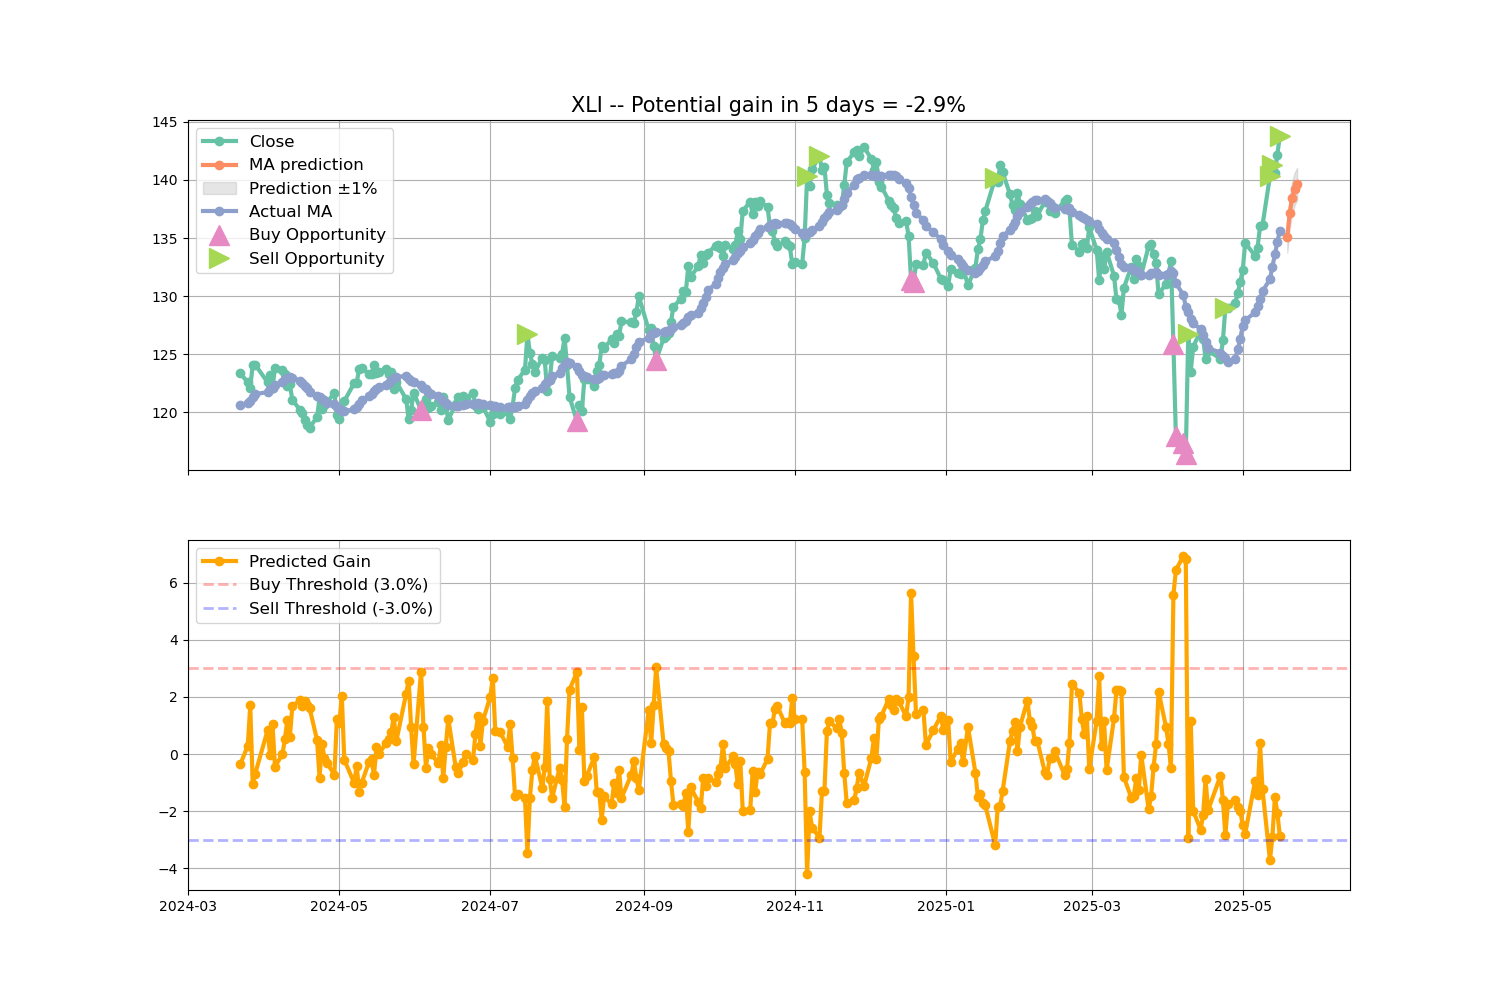 XLI -- Potential gain in 5 days = -2.9%
145
140
135
130
125
120
Close
MA prediction
Prediction ±1%
Actual MA
Buy Opportunity
Sell Opportunity
6
4
2
0
−2
−4
Predicted Gain
Buy Threshold (3.0%)
Sell Threshold (-3.0%)
2024-03 2024-05 2024-07 2024-09 2024-11 2025-01 2025-03 2025-05